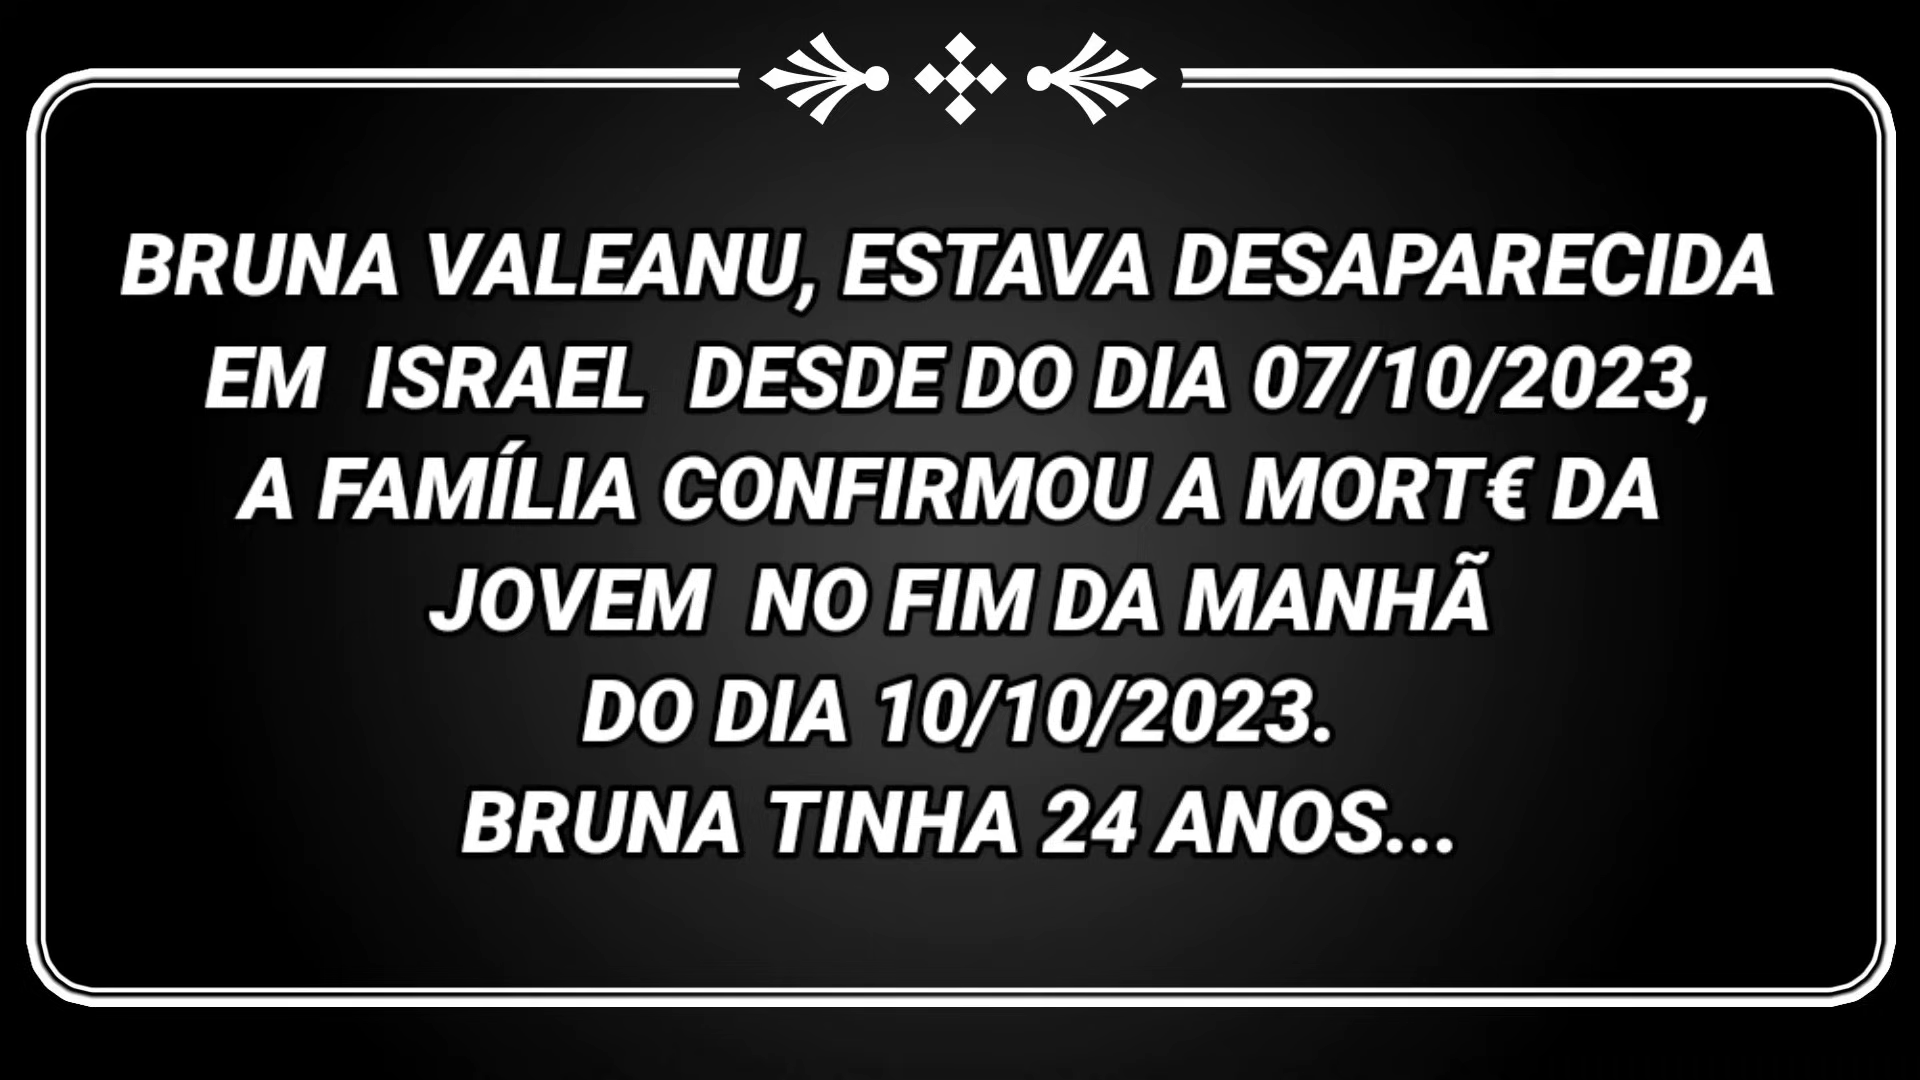 BRUNA VALEANU, ESTAVA DESAPARECIDA
EM ISRAEL DESDE DO DIA 07/10/2023,
A FAMÍLIA CONFIRMOU A MORT€ DA
JOVEM NO FIM DA MANHÃ
DO DIA 10/10/2023.
BRUNA TINHA 24 ANOS...